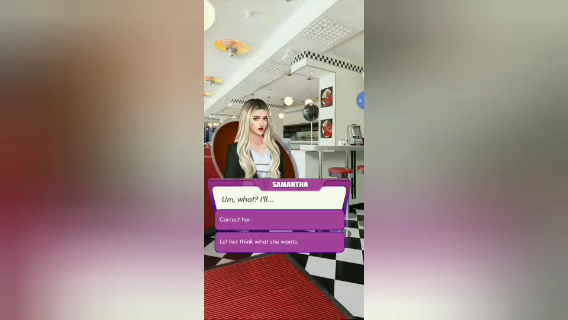 SAMANTHA
Um, what? I'll...
Correct her.
Let her think what she wants.